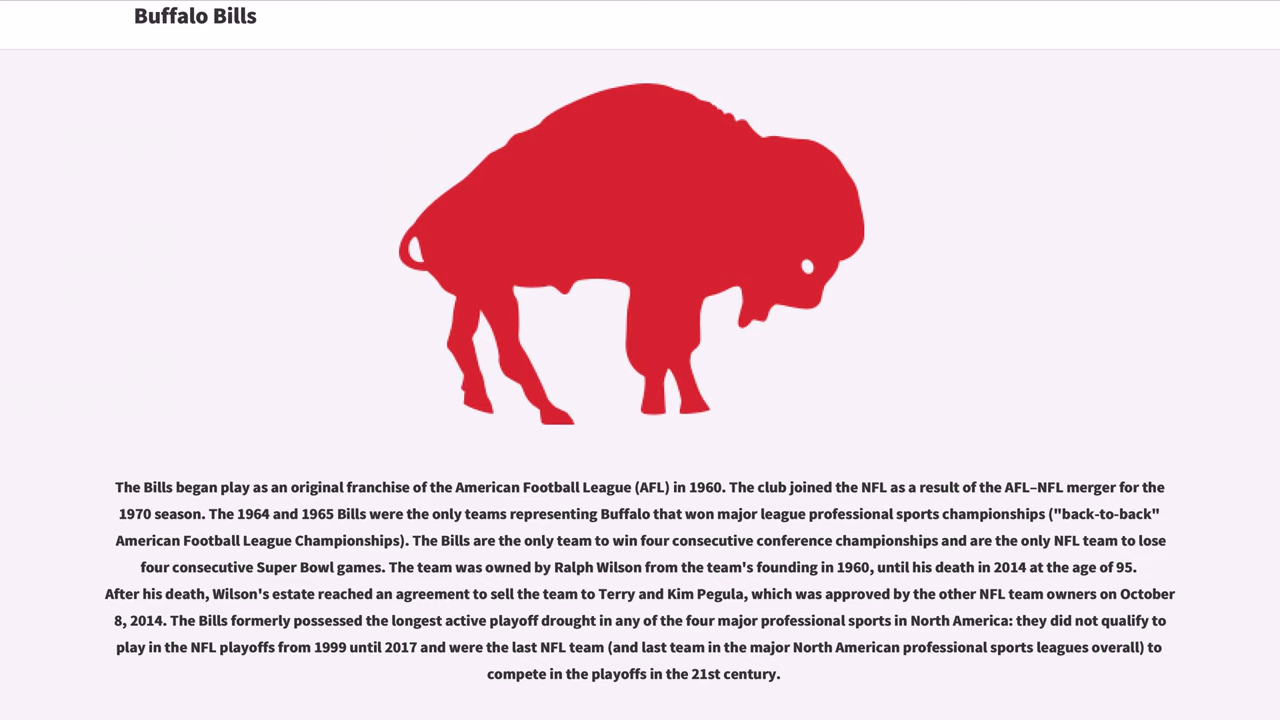 Buffalo Bills
The Bills began play as an original franchise of the American Football League (AFL) in 1960. The club joined the NFL as a result of the AFL–NFL merger for the
1970 season. The 1964 and 1965 Bills were the only teams representing Buffalo that won major league professional sports championships ("back-to-back"
American Football League Championships). The Bills are the only team to win four consecutive conference championships and are the only NFL team to lose
four consecutive Super Bowl games. The team was owned by Ralph Wilson from the team's founding in 1960, until his death in 2014 at the age of 95.
After his death, Wilson's estate reached an agreement to sell the team to Terry and Kim Pegula, which was approved by the other NFL team owners on October
8, 2014. The Bills formerly possessed the longest active playoff drought in any of the four major professional sports in North America: they did not qualify to
play in the NFL playoffs from 1999 until 2017 and were the last NFL team (and last team in the major North American professional sports leagues overall) to
compete in the playoffs in the 21st century.